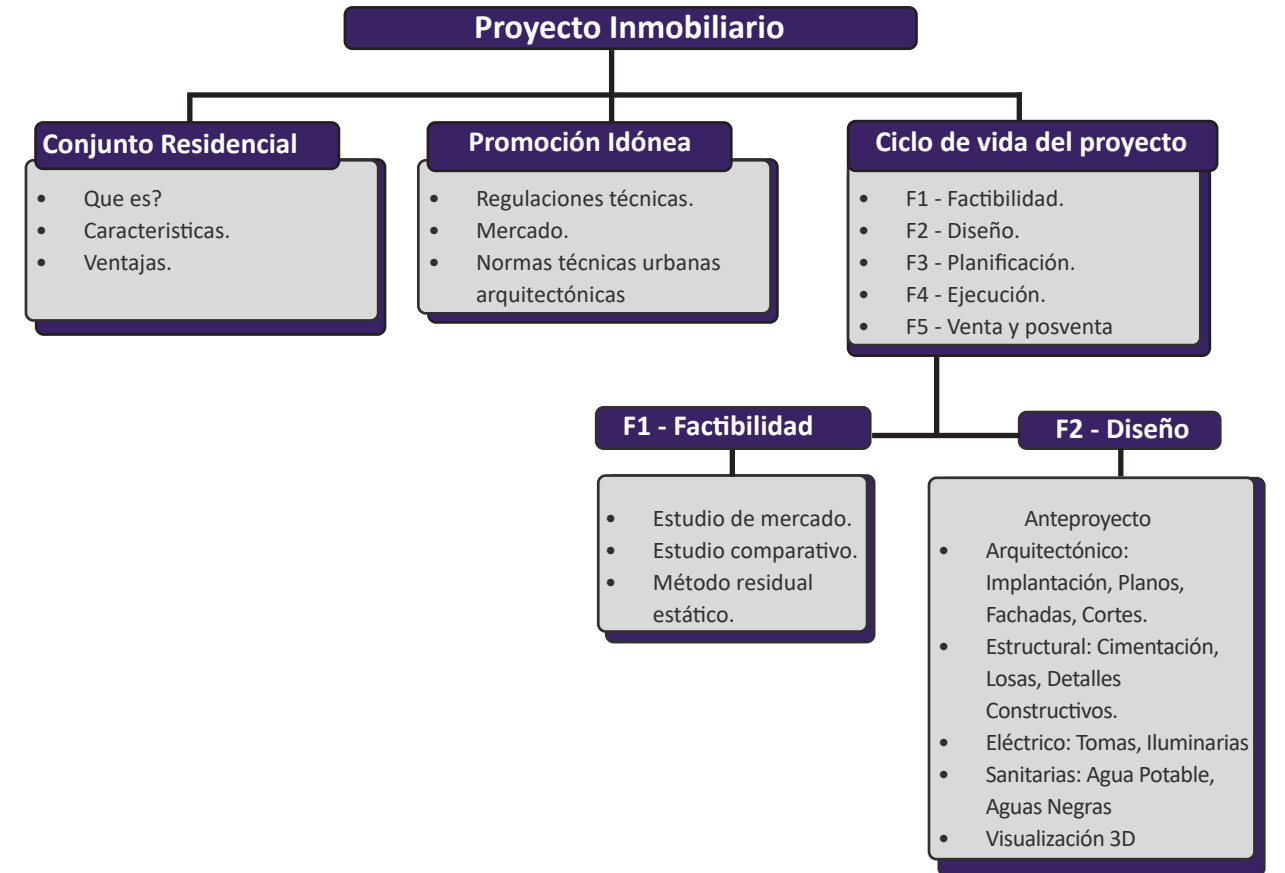 Proyecto Inmobiliario
Conjunto Residencial
• Que es?
• Caracteristicas.
• Ventajas.
Promoción Idónea
• Regulaciones técnicas.
• Mercado.
• Normas técnicas urbanas
arquitectónicas
Ciclo de vida del proyecto
• F1 - Factibilidad.
• F2 - Diseño.
• F3 - Planificación.
• F4 - Ejecución.
• F5 - Venta y posventa
F1 - Factibilidad
• Estudio de mercado.
• Estudio comparativo.
• Método residual
estático.
F2 - Diseño
Anteproyecto
• Arquitectónico:
Implantación, Planos,
Fachadas, Cortes.
• Estructural: Cimentación,
Losas, Detalles
Constructivos.
• Eléctrico: Tomas, Iluminarias
• Sanitarias: Agua Potable,
Aguas Negras
• Visualización 3D